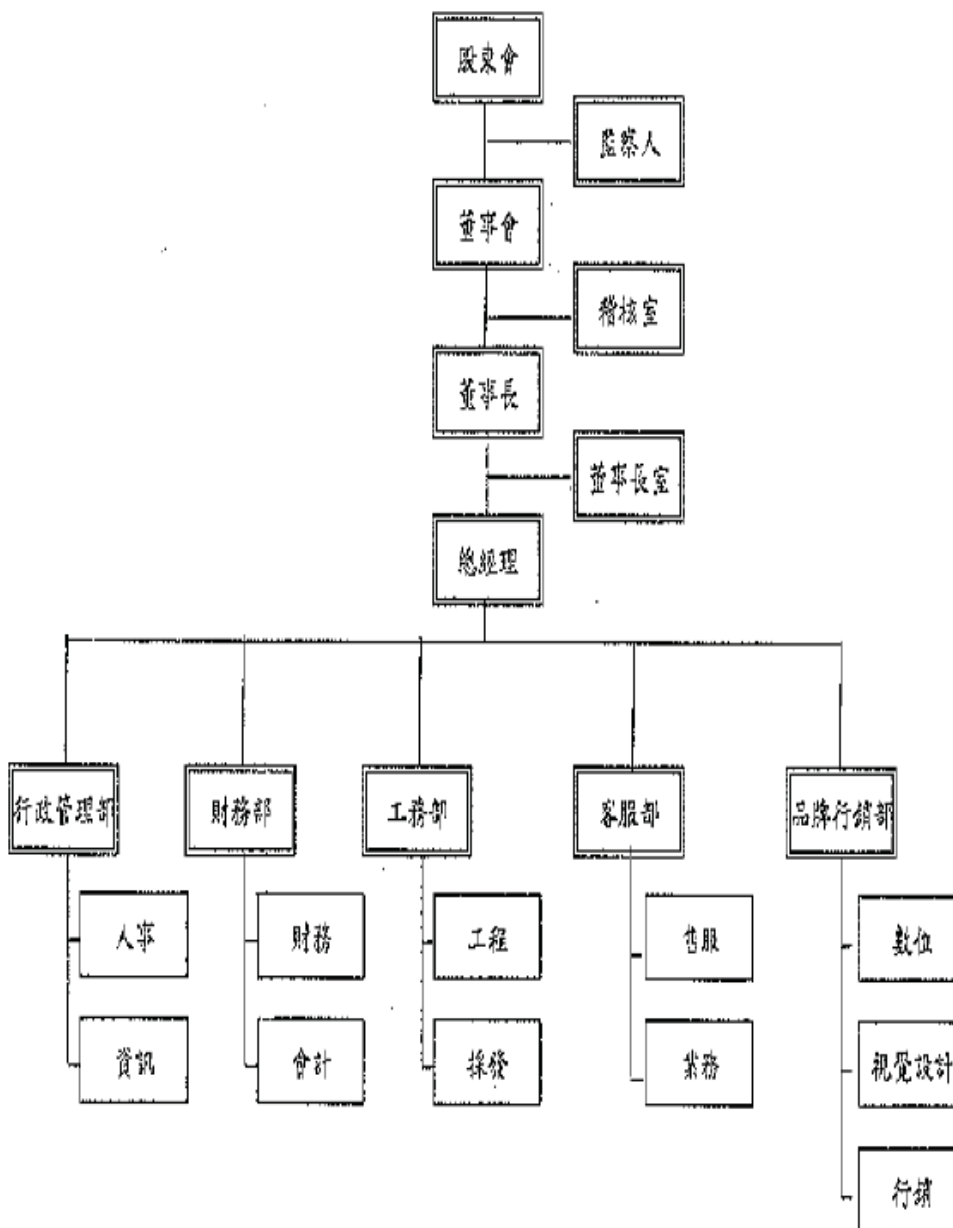 股東會
監察人
董事會
稽核室
董事長
董事長室
總經理
行政管理部
財務部
工務部
客服部
品牌行銷部
人事
財務
工程
售服
數位
資訊
會計
採發
業務
視覺設計
行銷